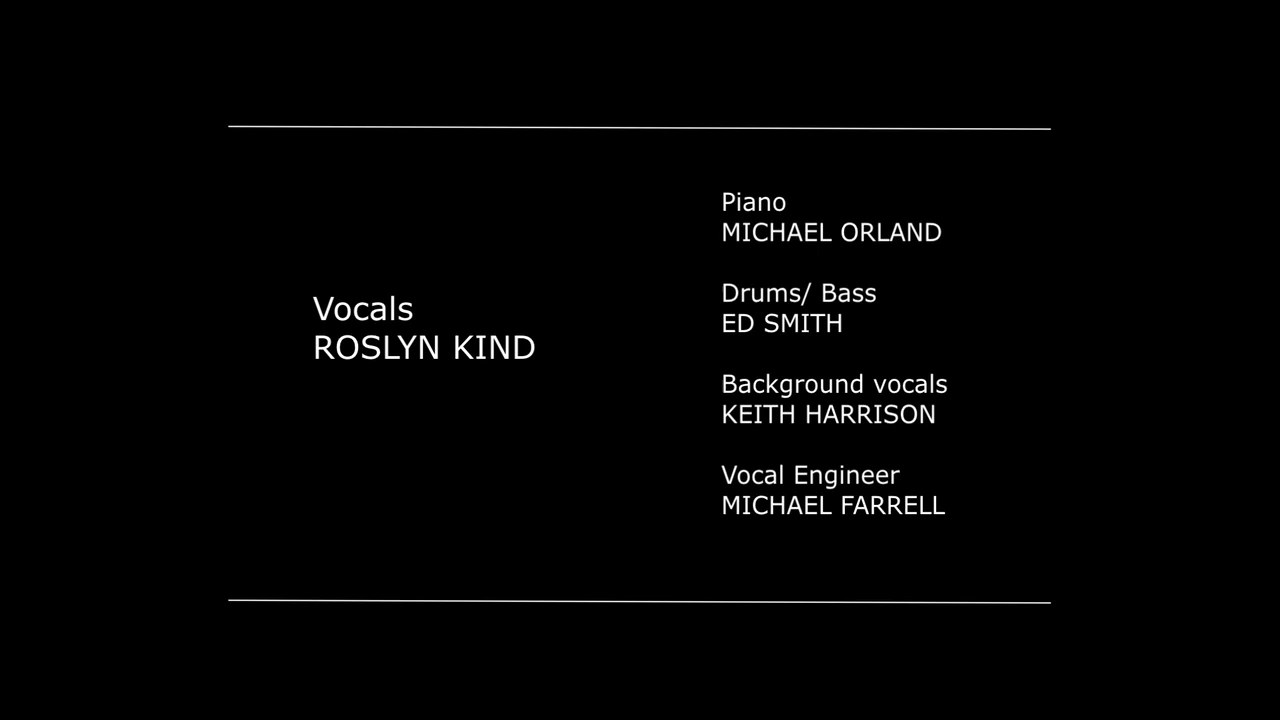 Vocals
ROSLYN KIND
Piano
MICHAEL ORLAND
Drums/ Bass
ED SMITH
Background vocals
KEITH HARRISON
Vocal Engineer
MICHAEL FARRELL